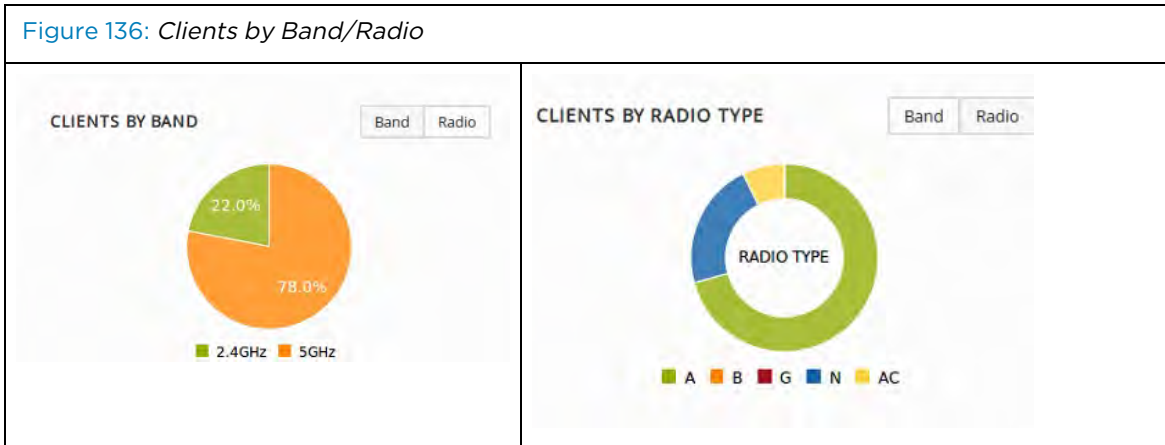 Figure 136: Clients by Band/Radio
CLIENTS BY BAND
Band Radio
22.0%
78.0%
2.4GHz 5GHz
CLIENTS BY RADIO TYPE
Band Radio
RADIO TYPE
A B G N AC